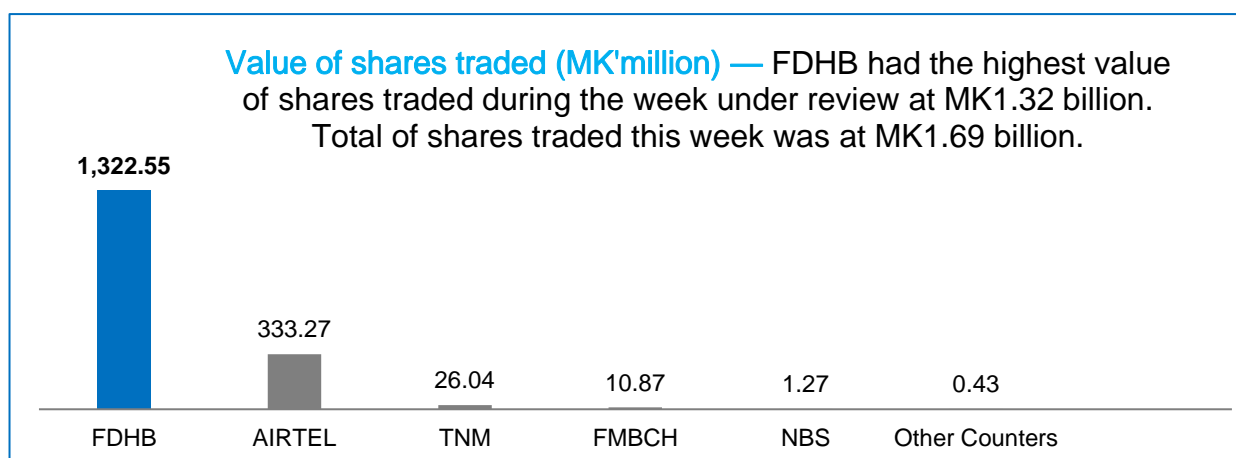 Value of shares traded (MK'million) — FDHB had the highest value
of shares traded during the week under review at MK1.32 billion.
Total of shares traded this week was at MK1.69 billion.
1,322.55
333.27
26.04
10.87
1.27
0.43
FDHB
AIRTEL
TNM
FMBCH
NBS
Other Counters